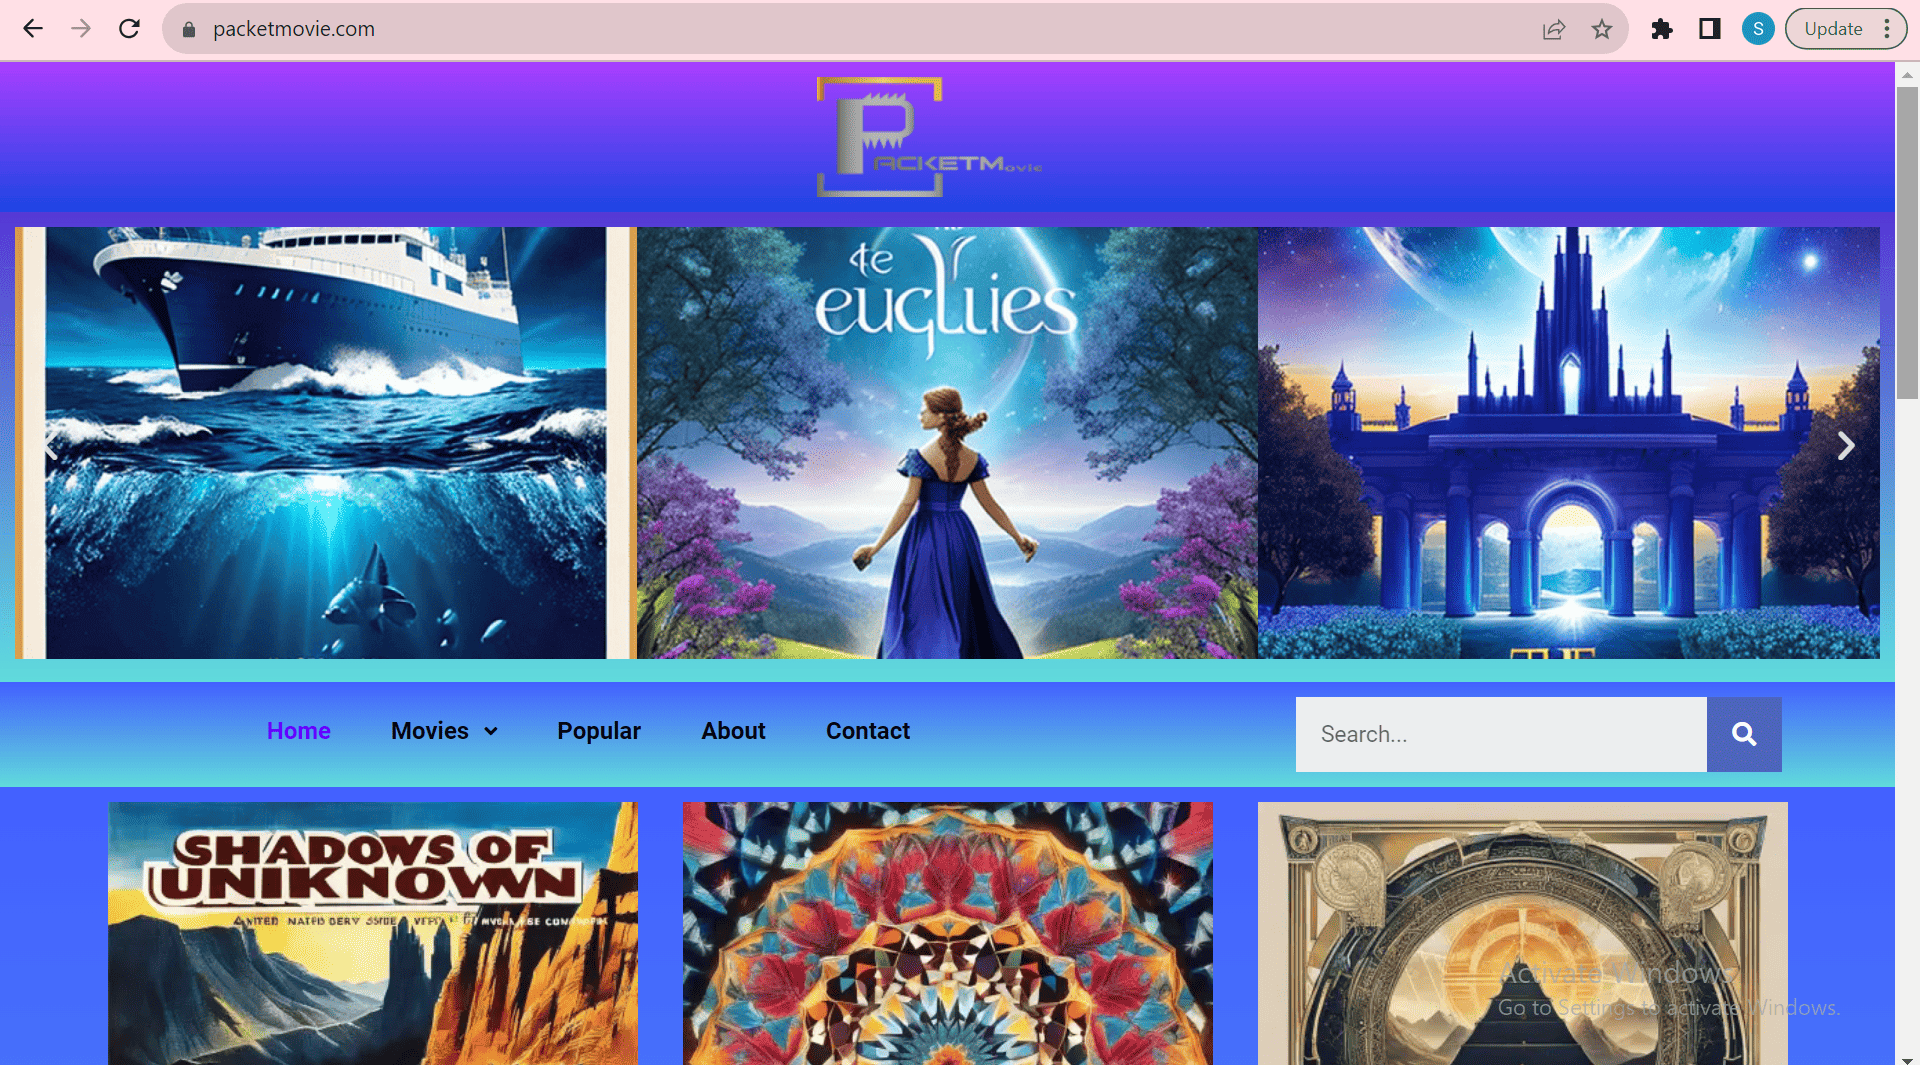 packetmovie.com
S
Update
PACKETMovie
te
euglies
THE
Home
Movies
Popular
About
Contact
Search...
SHADOWS OF
UNIKNOWN
Activate Windows
Go to Settings to activate Windows.